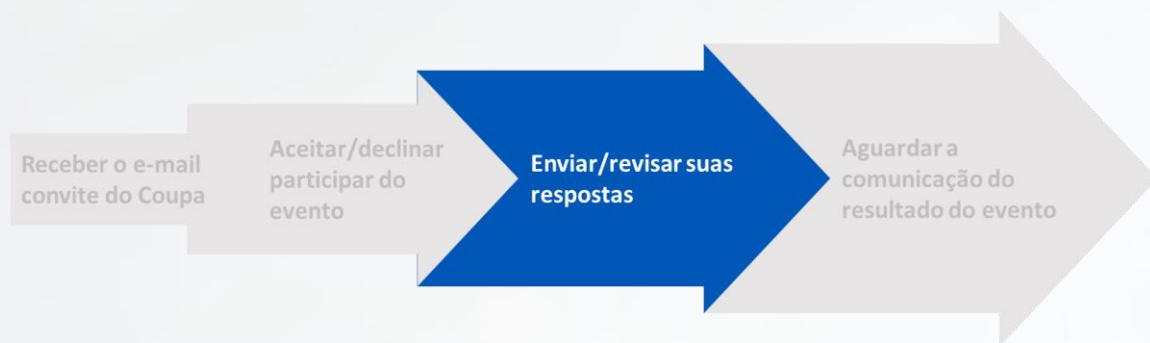 Receber o e-mail
convite do Coupa
Aceitar/declinar
participar do
evento
Enviar/revisar suas
respostas
Aguardar a
comunicação do
resultado do evento